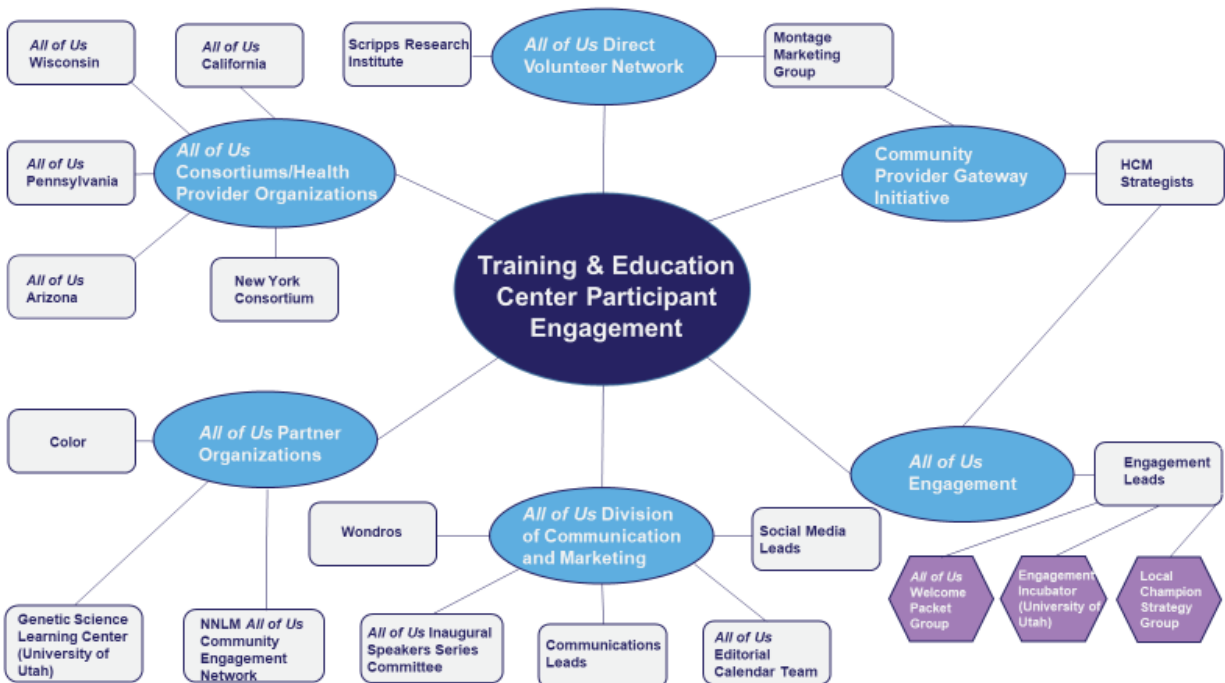 All of Us
Wisconsin
All of Us
California
Scripps Research
Institute
All of Us Direct
Volunteer Network
Montage
Marketing
Group
All of Us
Pennsylvania
All of Us
Consortiums/Health
Provider Organizations
Community
Provider Gateway
Initiative
HCM
Strategists
All of Us
Arizona
New York
Consortium
Training & Education
Center Participant
Engagement
Color
All of Us Partner
Organizations
All of Us
Engagement
Engagement
Leads
Wondros
All of Us Division
of Communication
and Marketing
Social Media
Leads
All of Us
Welcome
Packet
Group
Engagement
Incubator
(University of
Utah)
Local
Champion
Strategy
Group
Genetic Science
Learning Center
(University of
Utah)
NNLM All of Us
Community
Engagement
Network
All of Us Inaugural
Speakers Series
Committee
Communications
Leads
All of Us
Editorial
Calendar Team